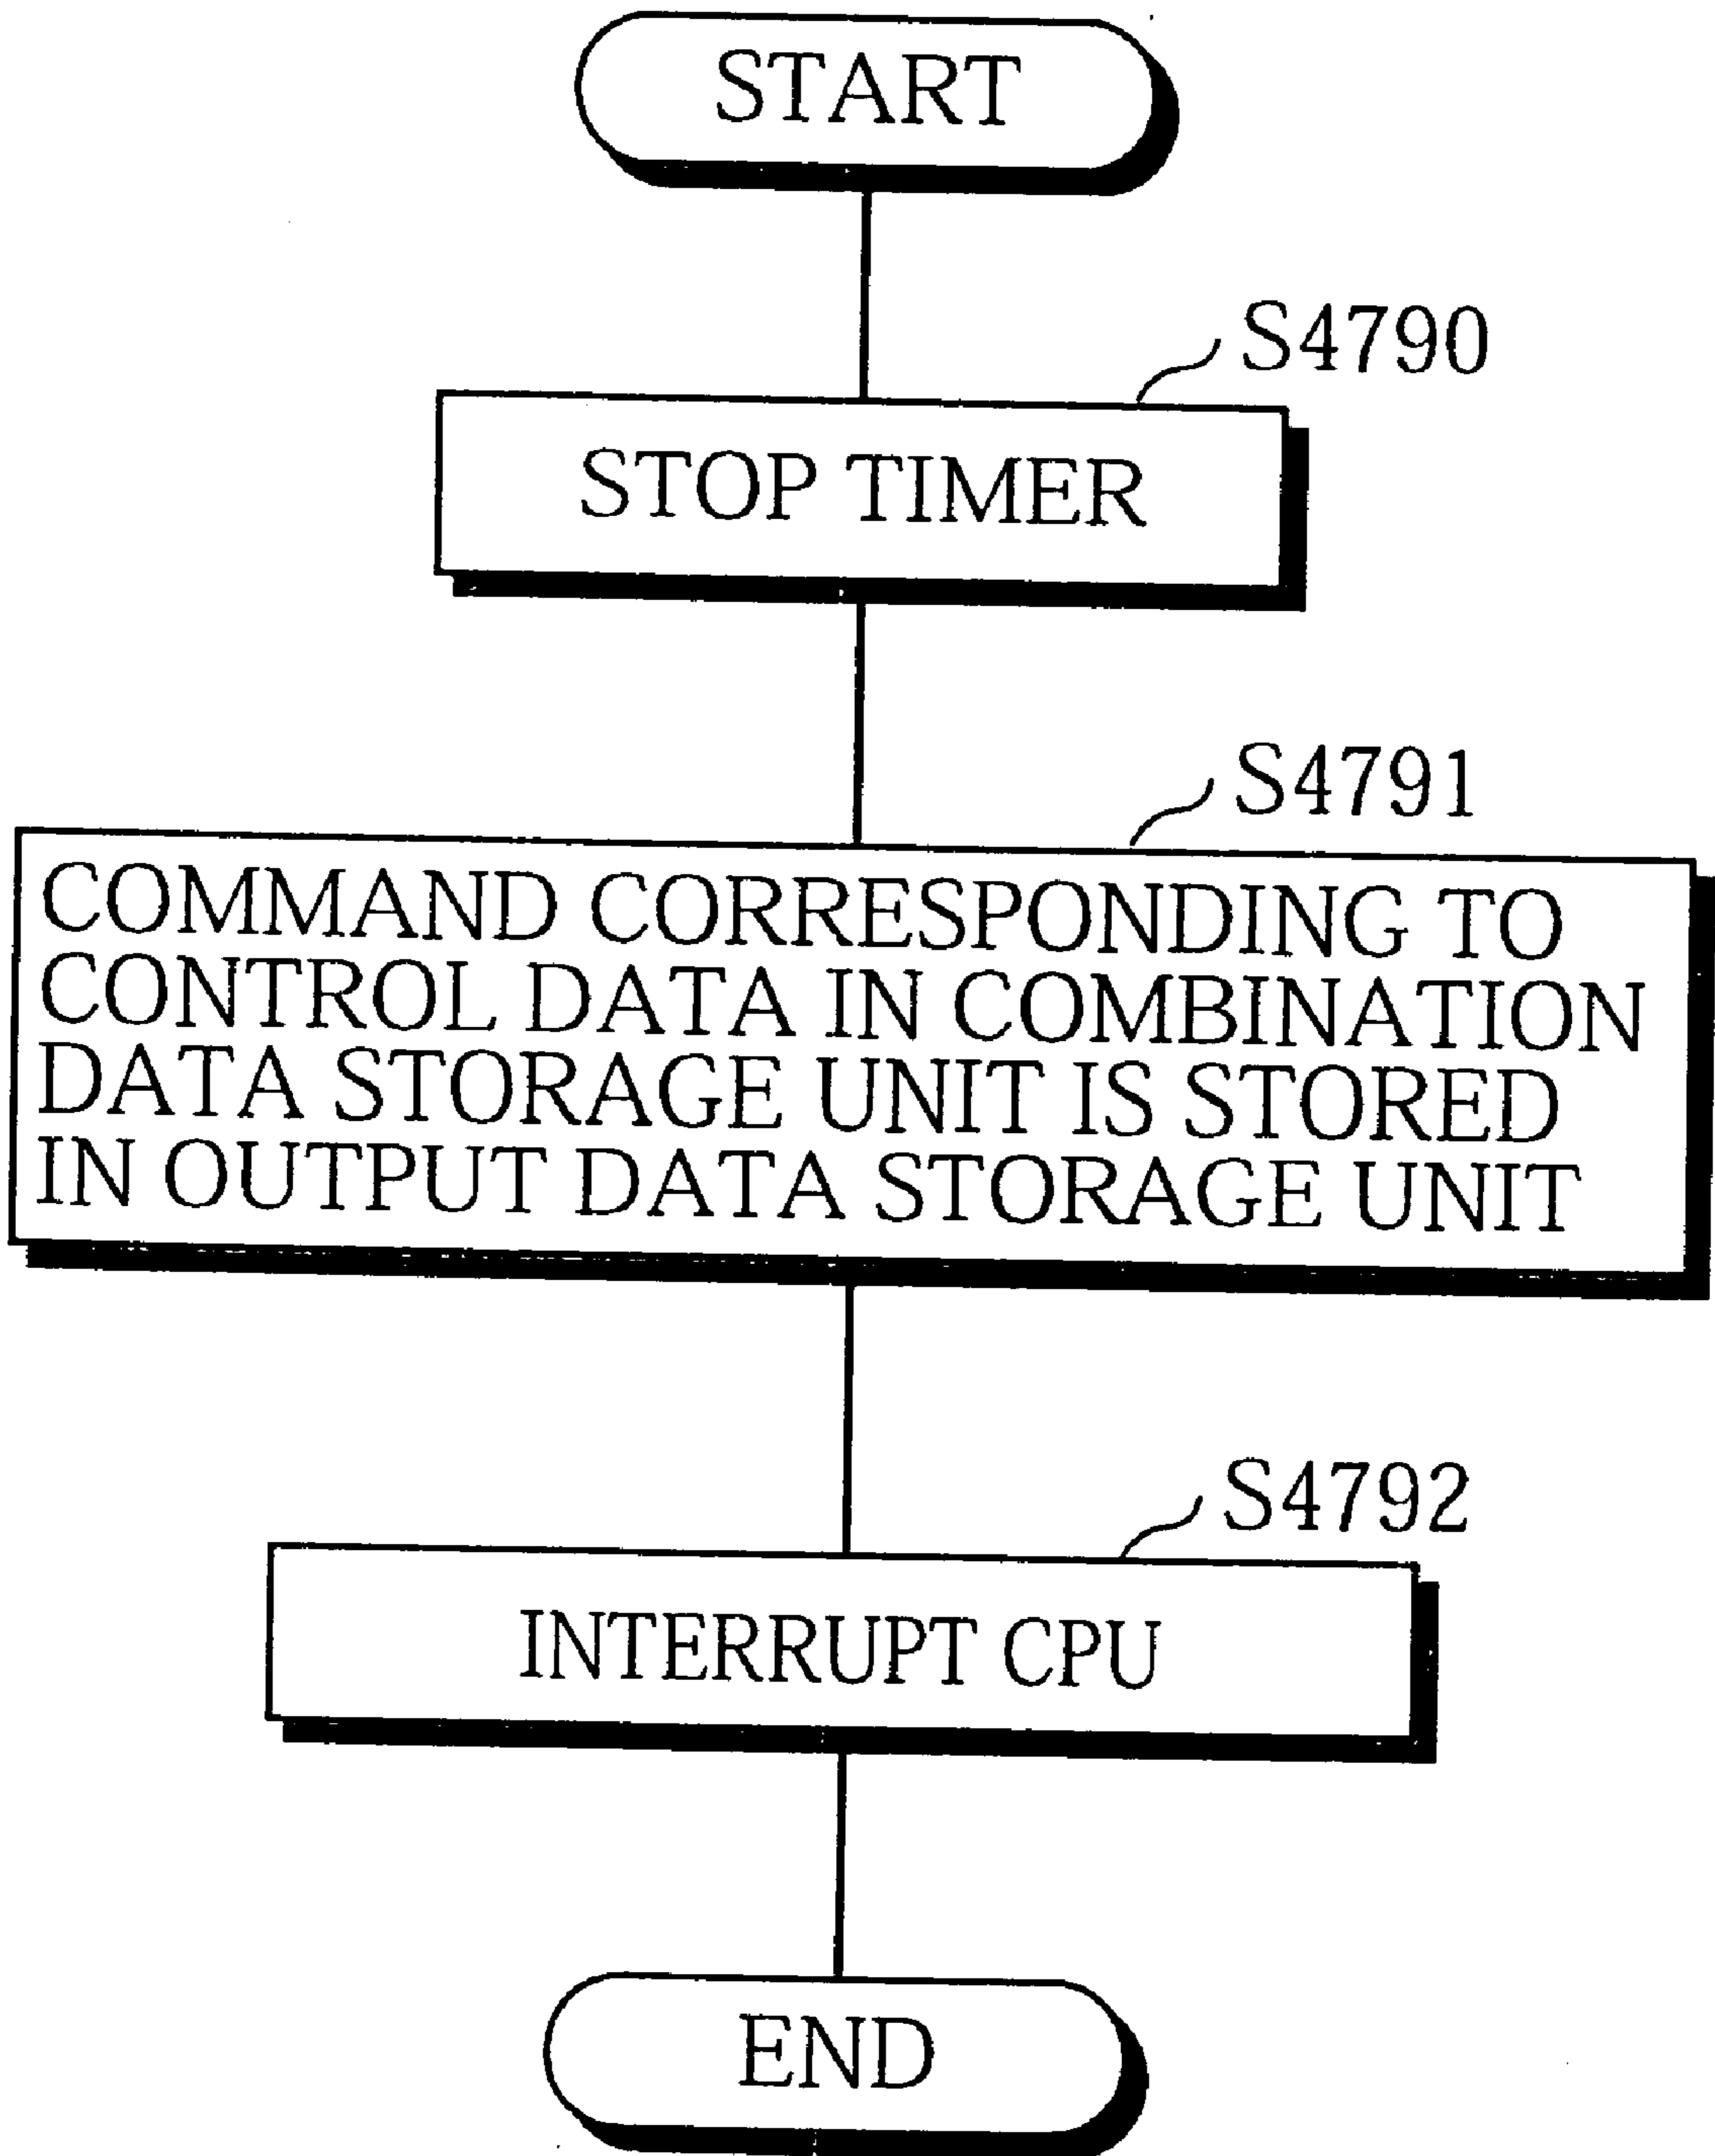 START
S4790
STOP TIMER
S4791
COMMAND CORRESPONDING TO
CONTROL DATA IN COMBINATION
DATA STORAGE UNIT IS STORED
IN OUTPUT DATA STORAGE UNIT
S4792
INTERRUPT CPU
END